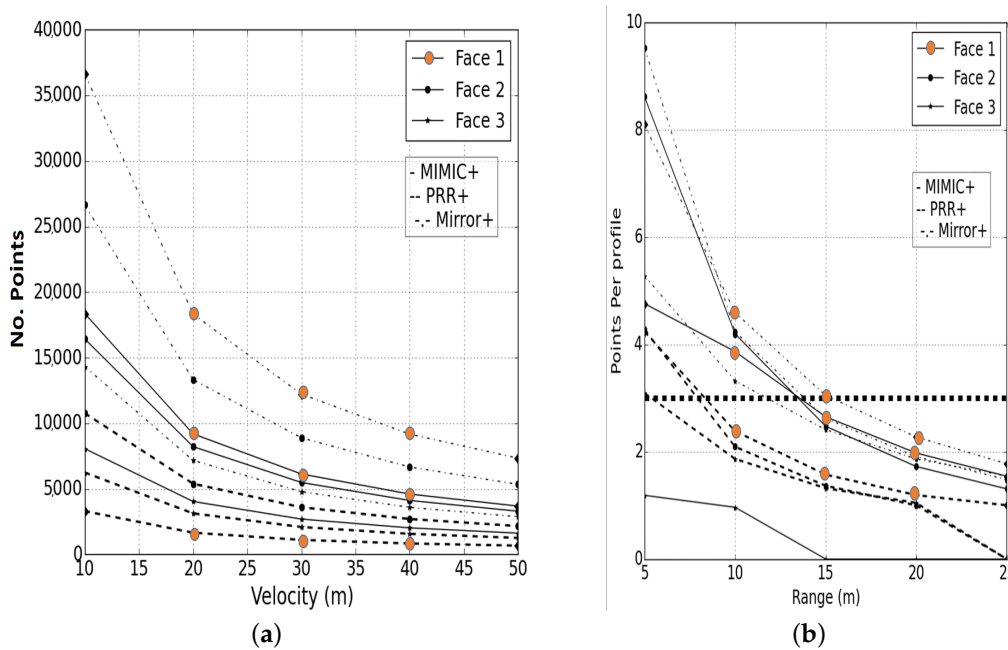 40000
35000
30000
25000
20000
15000
10000
5000
0
10 15 20 25 30 35 40 45 50
Velocity (m)
No. Points
Face 1
Face 2
Face 3
- MIMIC+
-- PRR+
-.- Mirror+
(a)
10
8
6
4
2
0
5 10 15 20 2
Range (m)
Points Per profile
Face 1
Face 2
Face 3
- MIMIC+
-- PRR+
-.- Mirror+
(b)